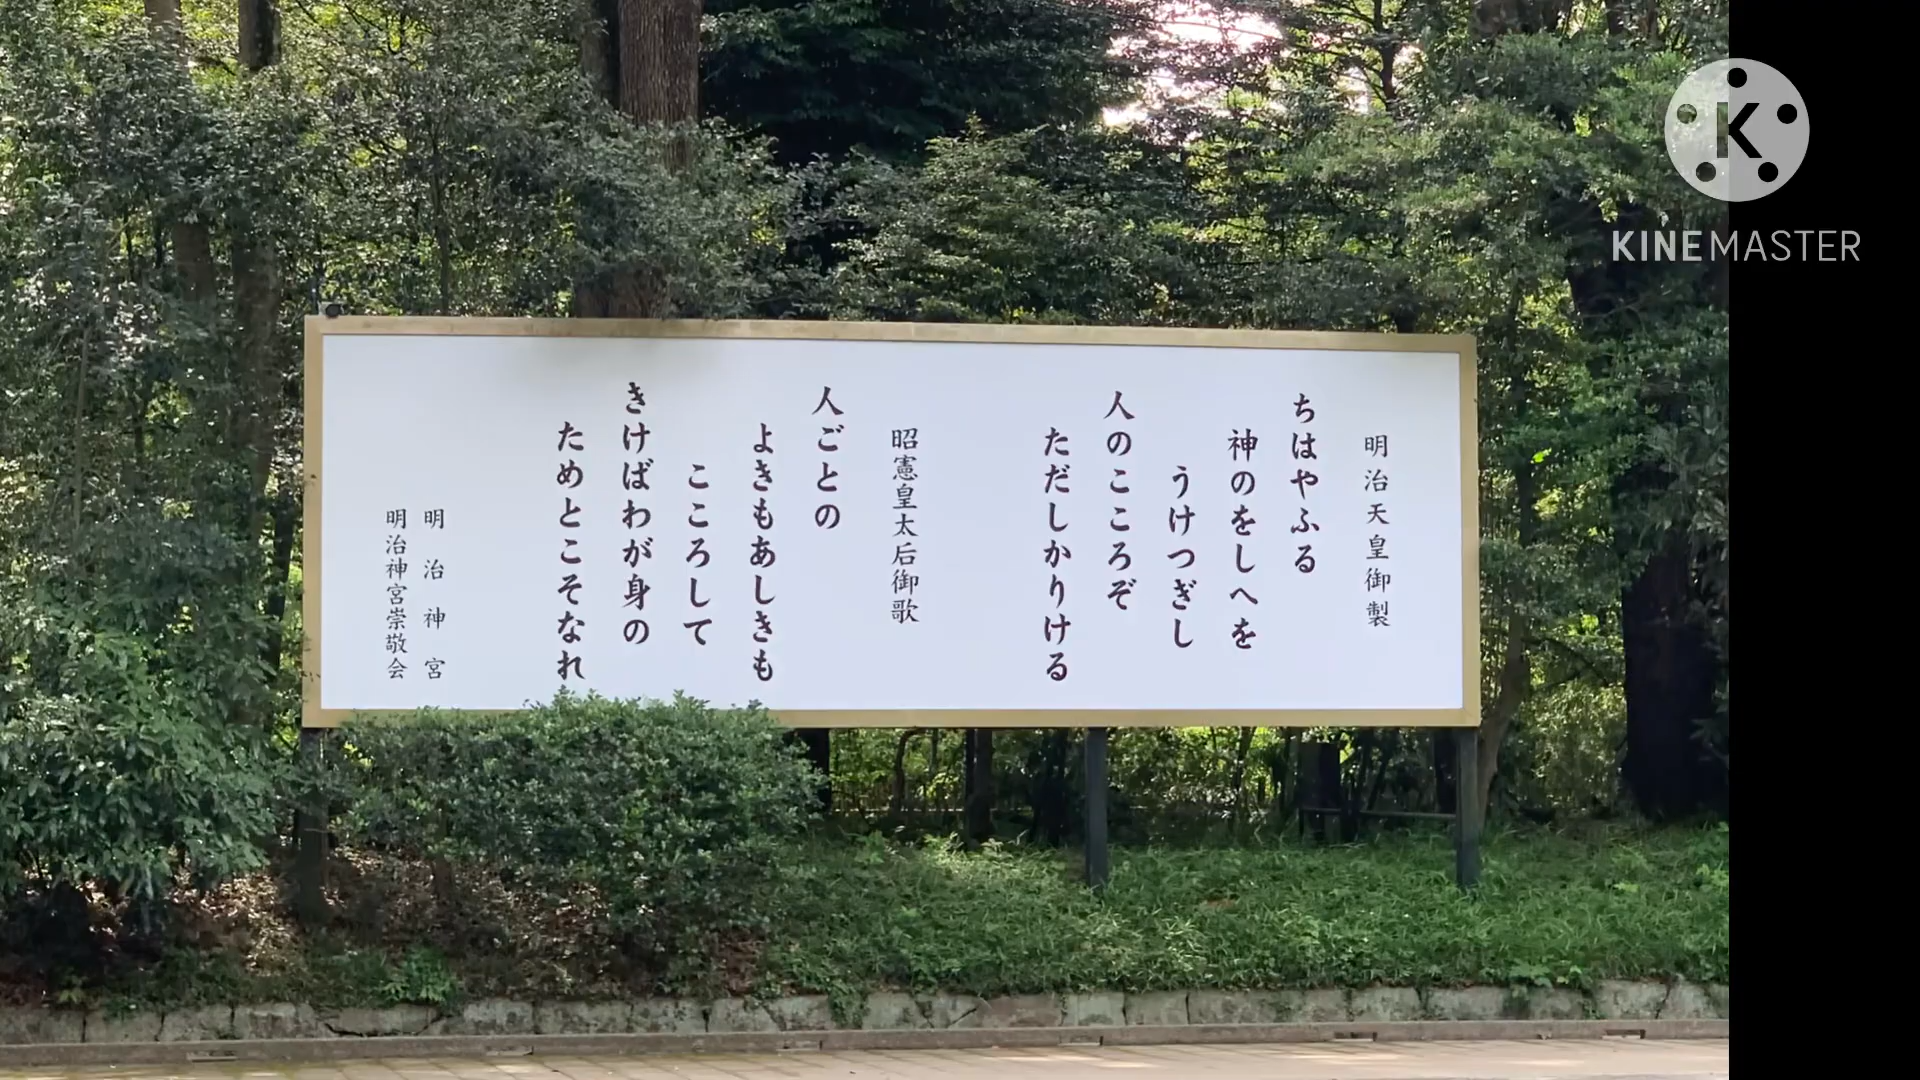 明治天皇御製
ちはやふる
神のをしへを
うけつぎし
人のこころぞ
ただしかりける
昭憲皇太后御歌
人ごとの
よきもあしきも
こころして
きけばわが身の
ためとこそなれ
明治神宮
明治神宮崇敬会
K
KINEMASTER